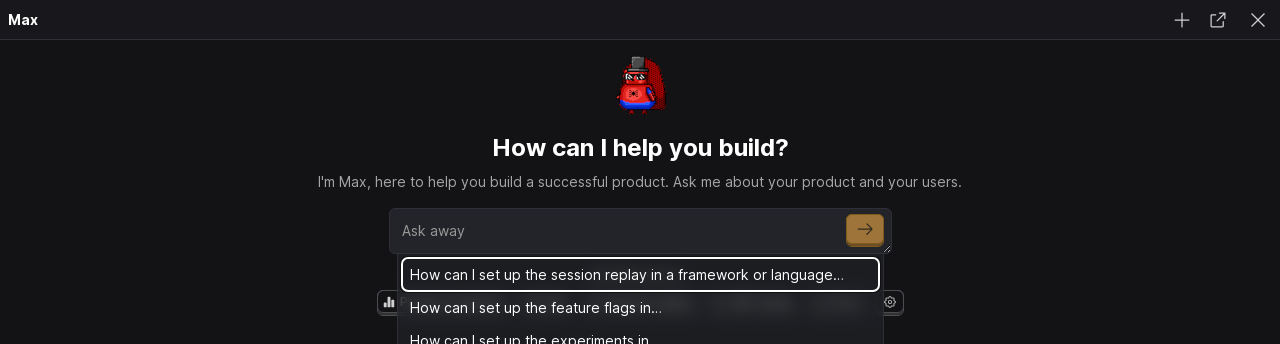 Max
How can I help you build?
I'm Max, here to help you build a successful product. Ask me about your product and your users.
Ask away
How can I set up the session replay in a framework or language…
How can I set up the feature flags in…
How can I set up the experiments in…